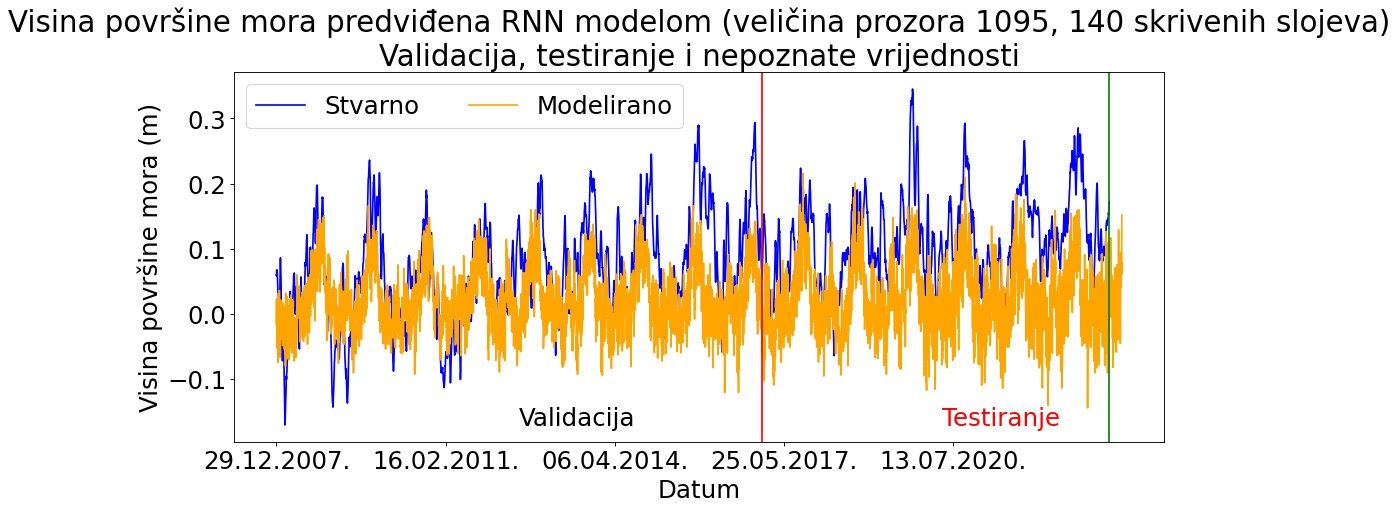 Visina površine mora predviđena RNN modelom (veličina prozora 1095, 140 skrivenih slojeva)
Validacija, testiranje i nepoznate vrijednosti
Stvarno Modelirano
Visina površine mora (m)
0.3
0.2
0.1
0.0
−0.1
Validacija Testiranje
29.12.2007. 16.02.2011. 06.04.2014. 25.05.2017. 13.07.2020.
Datum